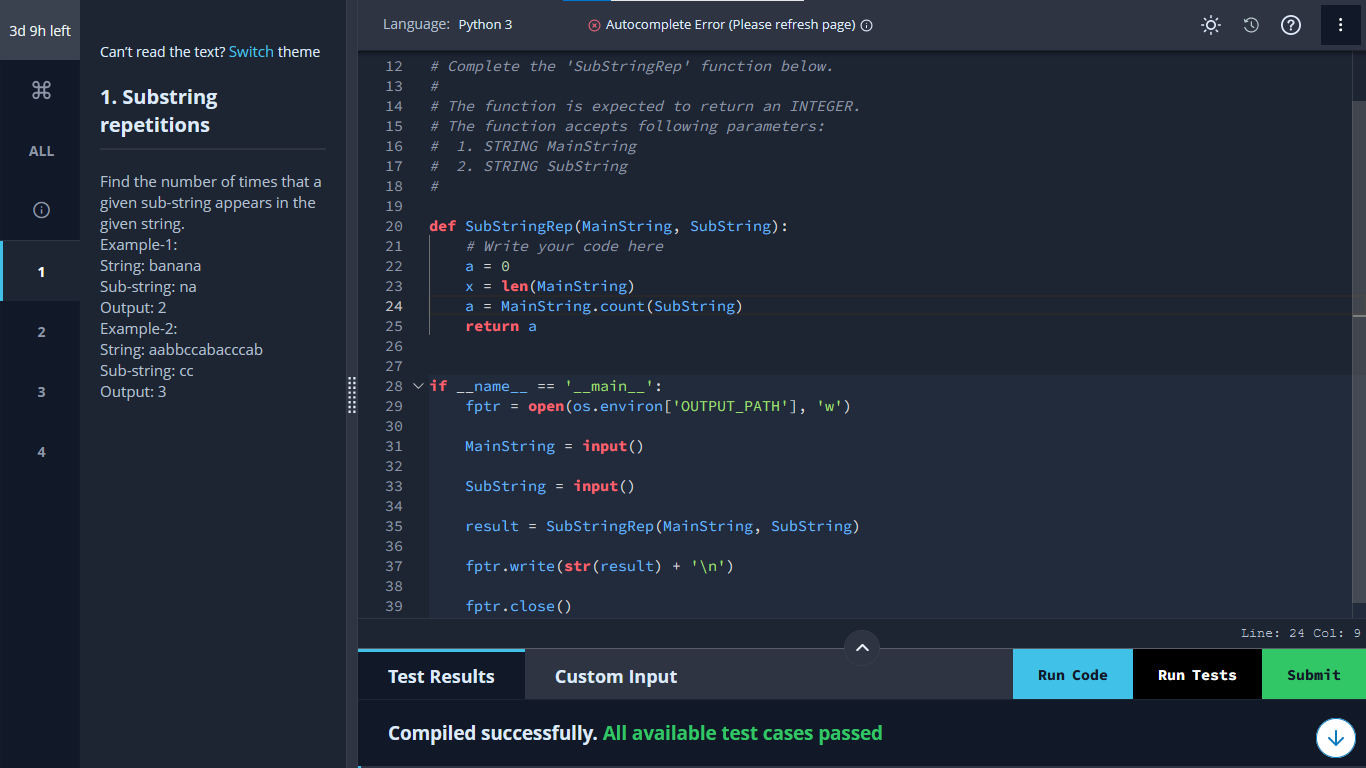 3d 9h left
ALL
1
2
3
4
Can't read the text? Switch theme
1. Substring
repetitions
Find the number of times that a
given sub-string appears in the
given string.
Example-1:
String: banana
Sub-string: na
Output: 2
Example-2:
String: aabbccabacccab
Sub-string: cc
Output: 3
Language: Python 3
Autocomplete Error (Please refresh page)
12 # Complete the 'SubStringRep' function below.
13 #
14 # The function is expected to return an INTEGER.
15 # The function accepts following parameters:
16 #  1. STRING MainString
17 #  2. STRING SubString
18 #
19
20 def SubStringRep(MainString, SubString):
21     # Write your code here
22     a = 0
23     x = len(MainString)
24     a = MainString.count(SubString)
25     return a
26
27
28 if __name__ == '__main__':
29     fptr = open(os.environ['OUTPUT_PATH'], 'w')
30
31     MainString = input()
32
33     SubString = input()
34
35     result = SubStringRep(MainString, SubString)
36
37     fptr.write(str(result) + '\n')
38
39     fptr.close()
Line: 24 Col: 9
Test Results
Custom Input
Run Code
Run Tests
Submit
Compiled successfully. All available test cases passed